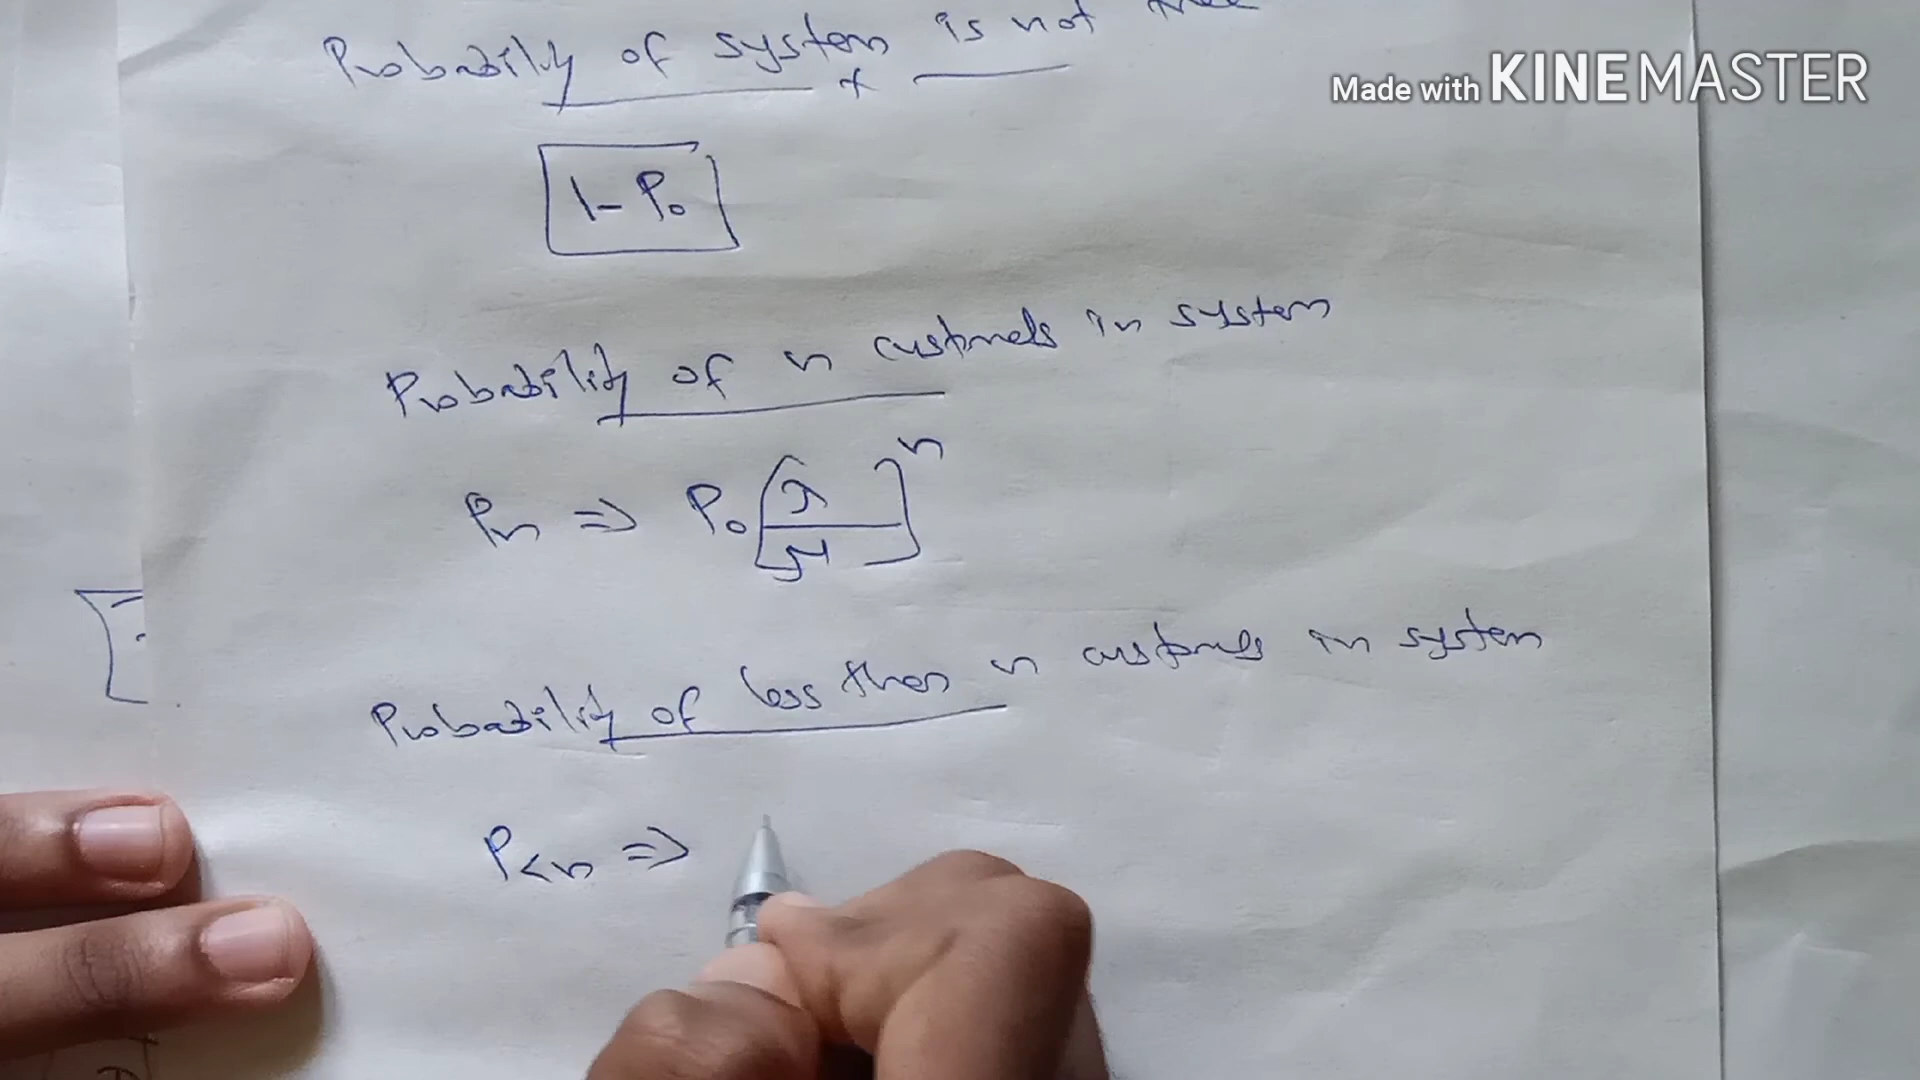 Probability of system is not free
Made with KINEMASTER
1 - P₀
Probability of n customers in system
Pn ⇒ P₀ [λ/μ]ⁿ
Probability of less than n customers in system
P<n ⇒